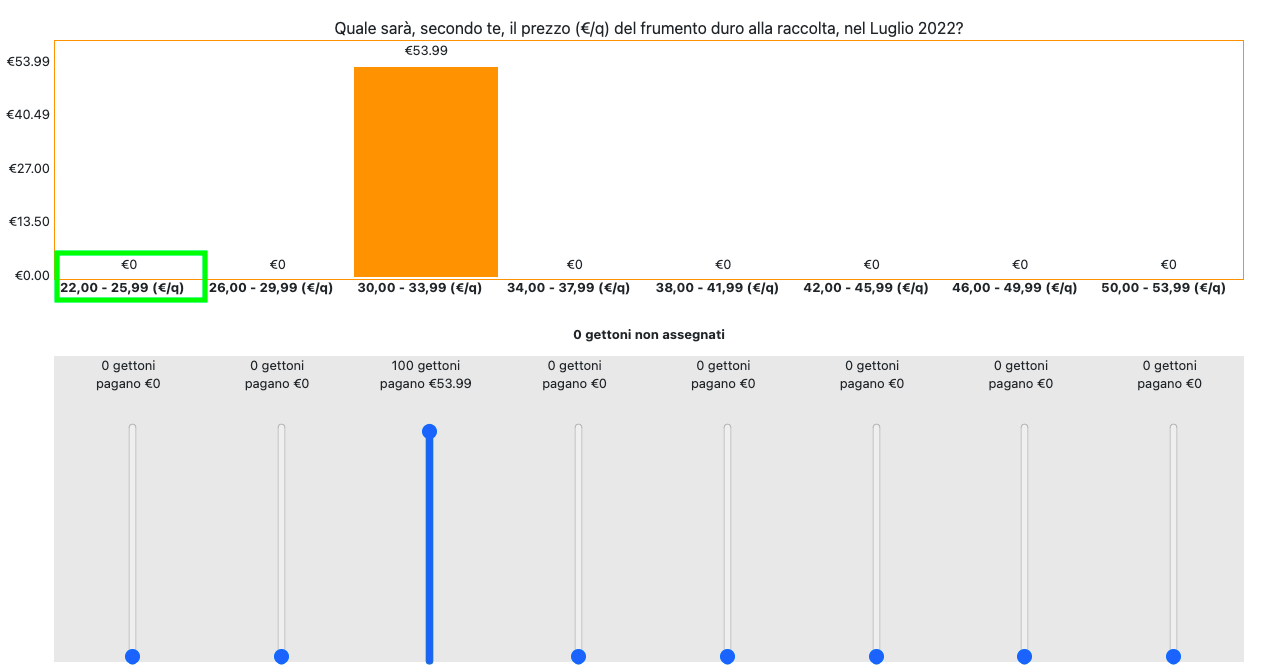 Quale sarà, secondo te, il prezzo (€/q) del frumento duro alla raccolta, nel Luglio 2022?
€53.99
€53.99
€40.49
€27.00
€13.50
€0.00
€0 €0 €0 €0 €0 €0 €0
22,00 - 25,99 (€/q) 26,00 - 29,99 (€/q) 30,00 - 33,99 (€/q) 34,00 - 37,99 (€/q) 38,00 - 41,99 (€/q) 42,00 - 45,99 (€/q) 46,00 - 49,99 (€/q) 50,00 - 53,99 (€/q)
0 gettoni non assegnati
0 gettoni 0 gettoni 100 gettoni 0 gettoni 0 gettoni 0 gettoni 0 gettoni 0 gettoni
pagano €0 pagano €0 pagano €53.99 pagano €0 pagano €0 pagano €0 pagano €0 pagano €0